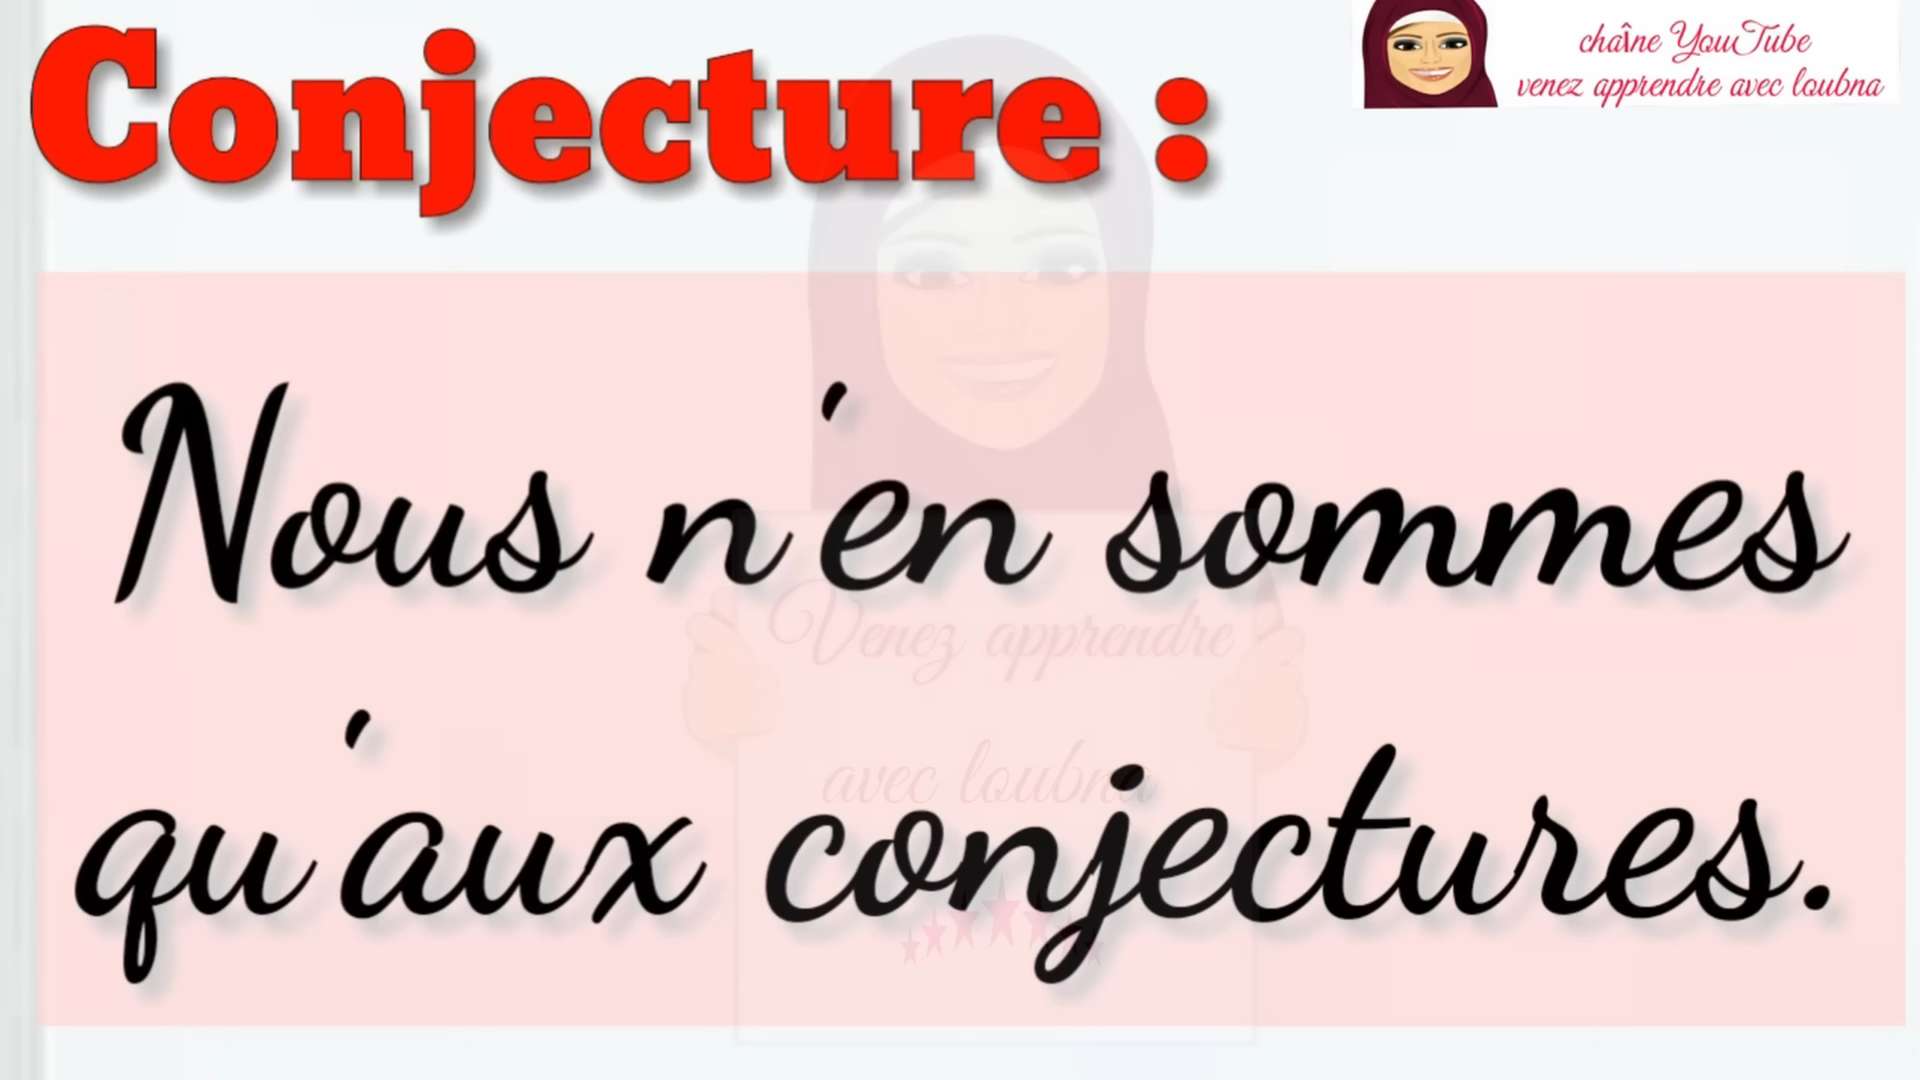 Conjecture :
chaîne YouTube
venez apprendre avec loubna
Nous n'en sommes
qu'aux conjectures.
Venez apprendre
avec loubna